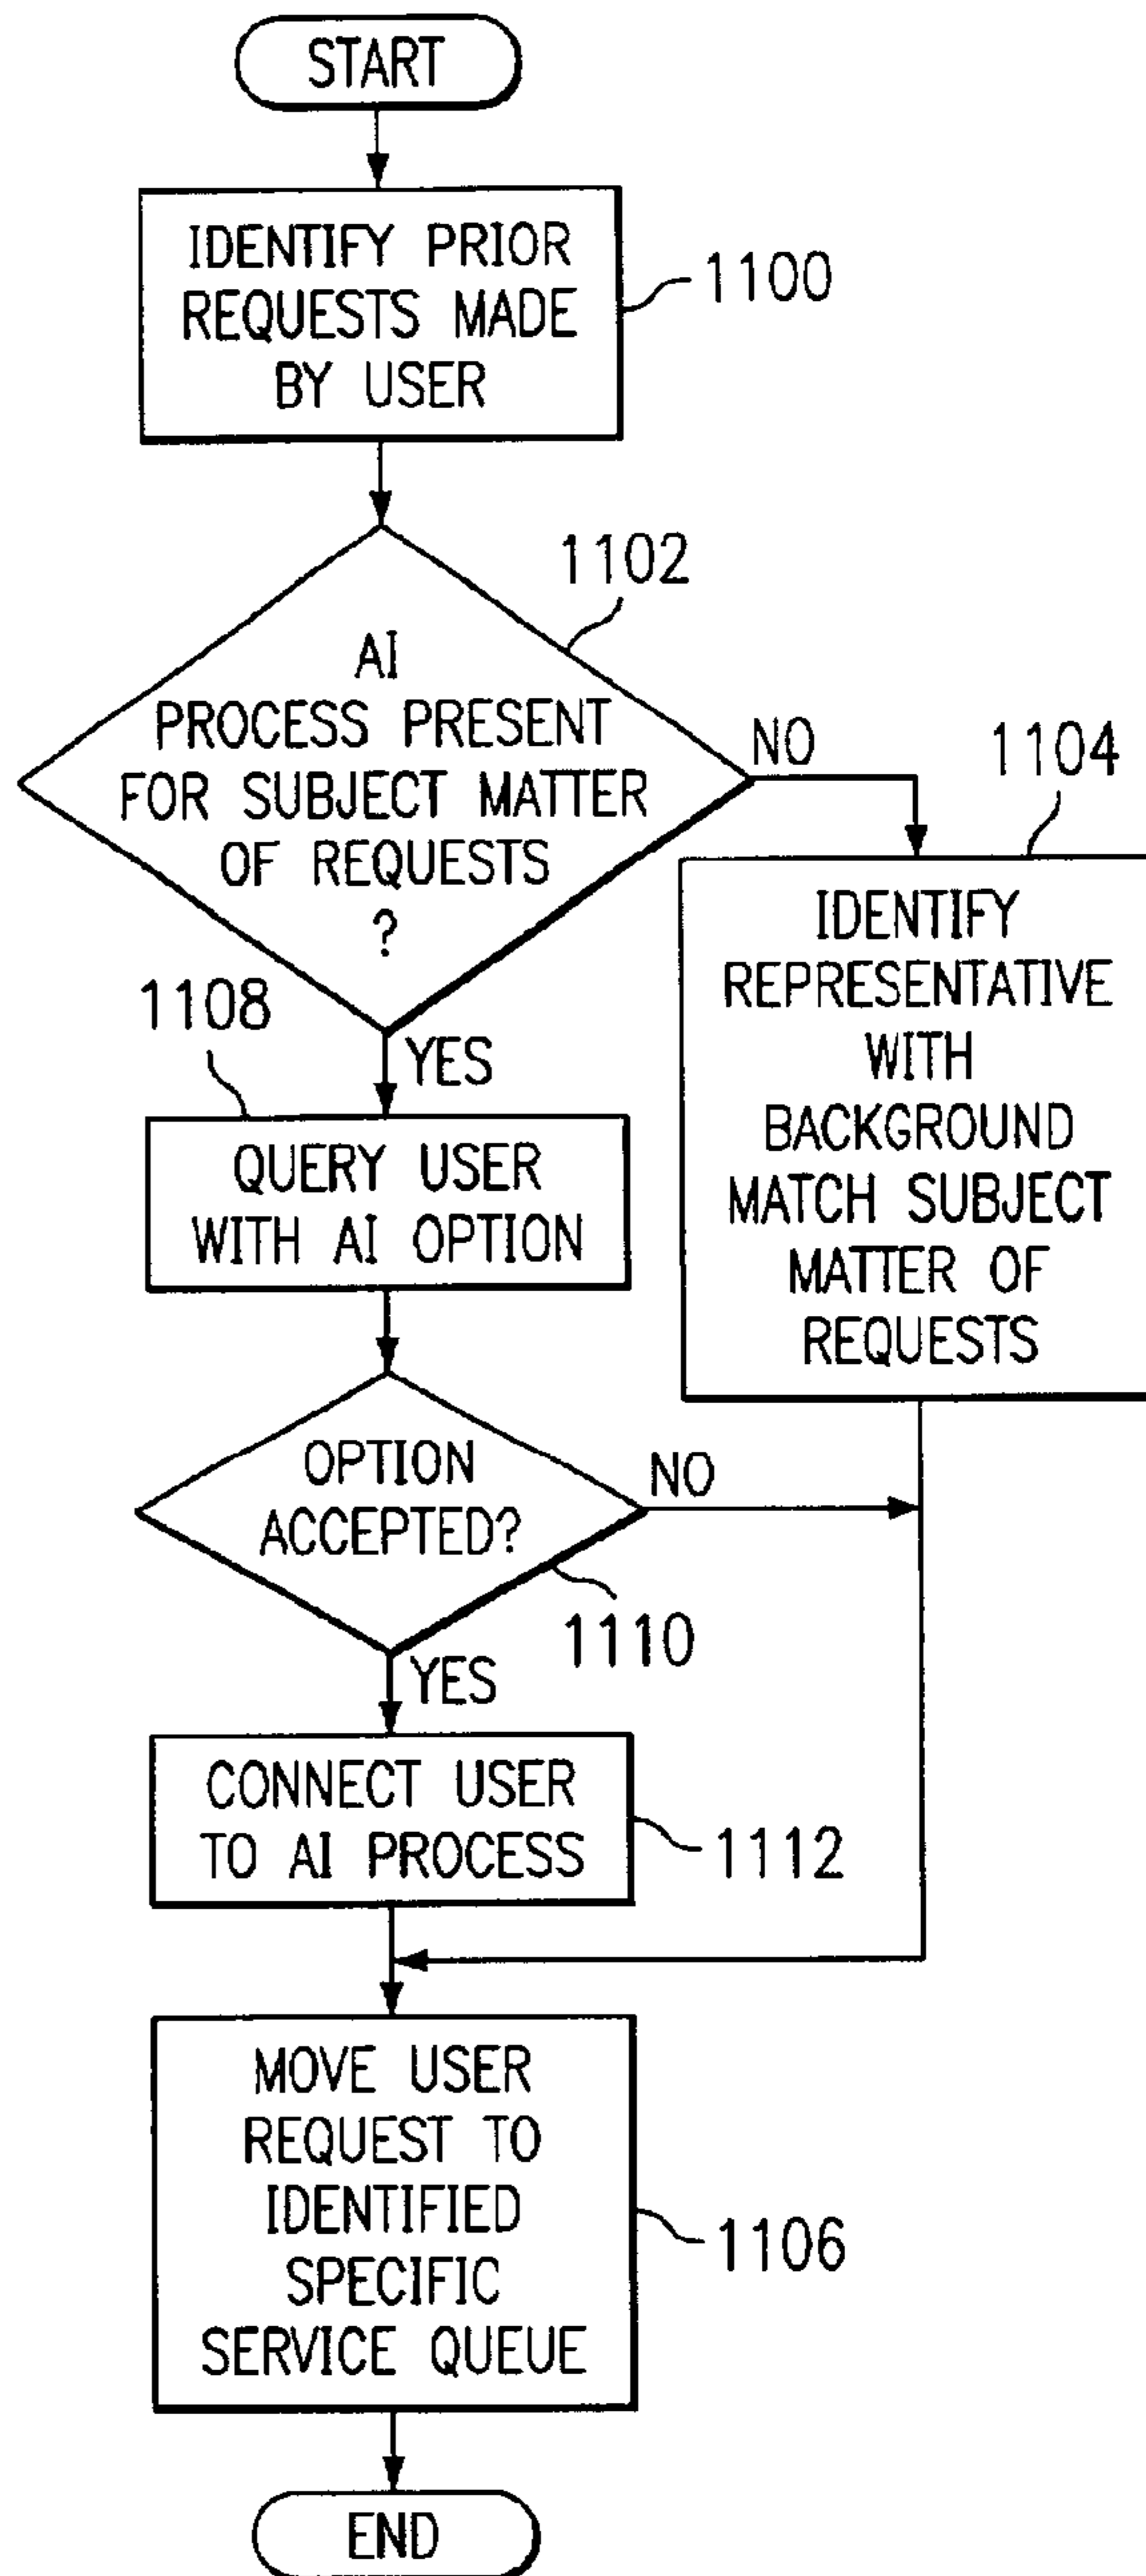 START
IDENTIFY PRIOR
REQUESTS MADE
BY USER
1100
1102
AI
PROCESS PRESENT
FOR SUBJECT MATTER
OF REQUESTS
?
NO
1104
IDENTIFY
REPRESENTATIVE
WITH
BACKGROUND
MATCH SUBJECT
MATTER OF
REQUESTS
YES
1108
QUERY USER
WITH AI OPTION
OPTION
ACCEPTED?
NO
1110
YES
CONNECT USER
TO AI PROCESS
1112
MOVE USER
REQUEST TO
IDENTIFIED
SPECIFIC
SERVICE QUEUE
1106
END